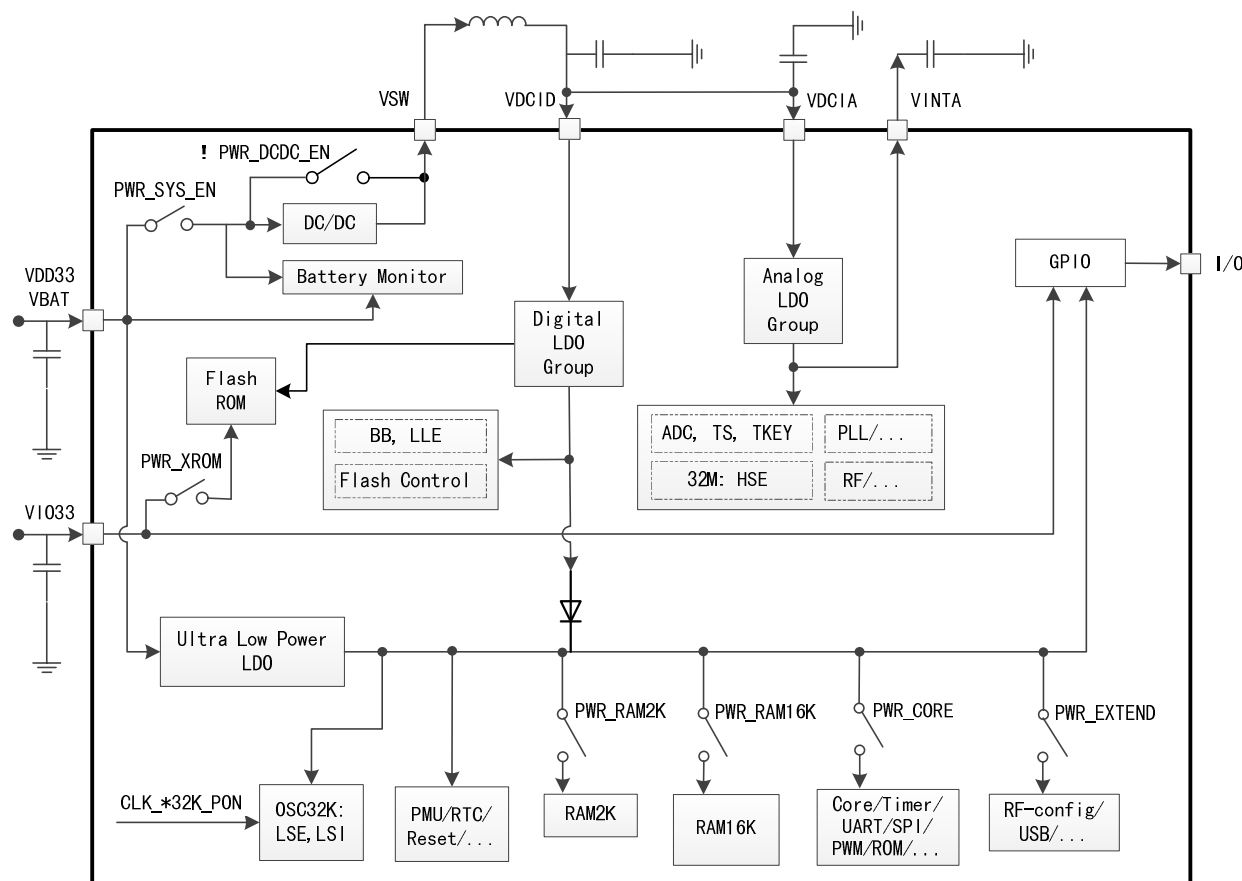 VSW
VDCID
VDCIA
VINTA
! PWR_DCDC_EN
PWR_SYS_EN
DC/DC
Battery Monitor
VDD33
VBAT
GPIO
I/O
Analog
LDO
Group
Digital
LDO
Group
Flash
ROM
BB, LLE
Flash Control
ADC, TS, TKEY
PLL/...
32M: HSE
RF/...
PWR_XROM
VIO33
Ultra Low Power
LDO
PWR_RAM2K
PWR_RAM16K
PWR_CORE
PWR_EXTEND
CLK_*32K_PON
OSC32K:
LSE, LSI
PMU/RTC/
Reset/...
RAM2K
RAM16K
Core/Timer/
UART/SPI/
PWM/ROM/...
RF-config/
USB/...